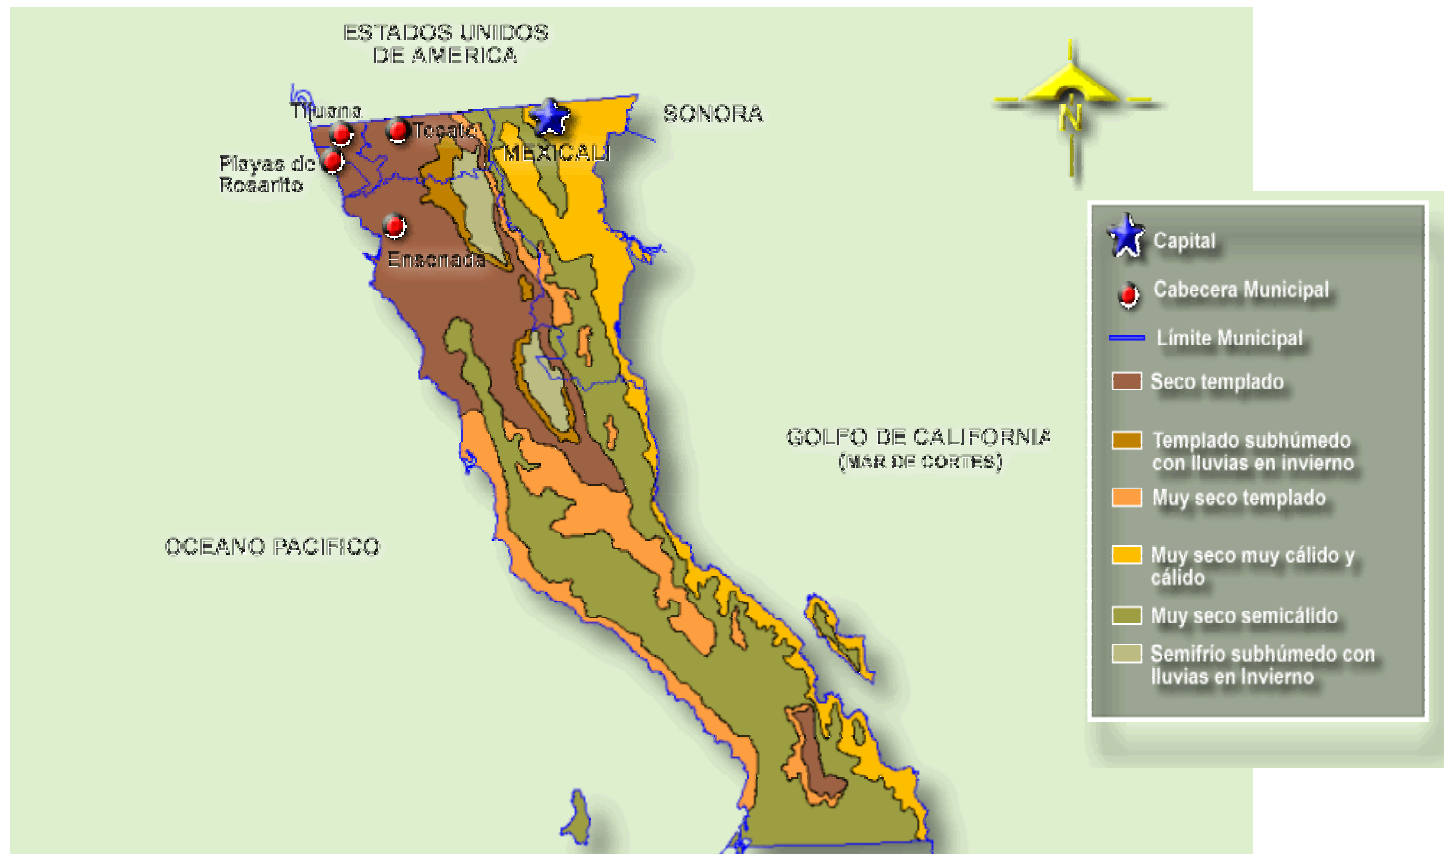 ESTADOS UNIDOS
DE AMERICA
Tijuana
Tecate
SONORA
MEXICALI
Playas de
Rosarito
Ensenada
N
GOLFO DE CALIFORNIA
(MAR DE CORTES)
OCEANO PACIFICO
Capital
Cabecera Municipal
Límite Municipal
Seco templado
Templado subhúmedo
con lluvias en invierno
Muy seco templado
Muy seco muy cálido y
cálido
Muy seco semicálido
Semifrío subhúmedo con
lluvias en Invierno